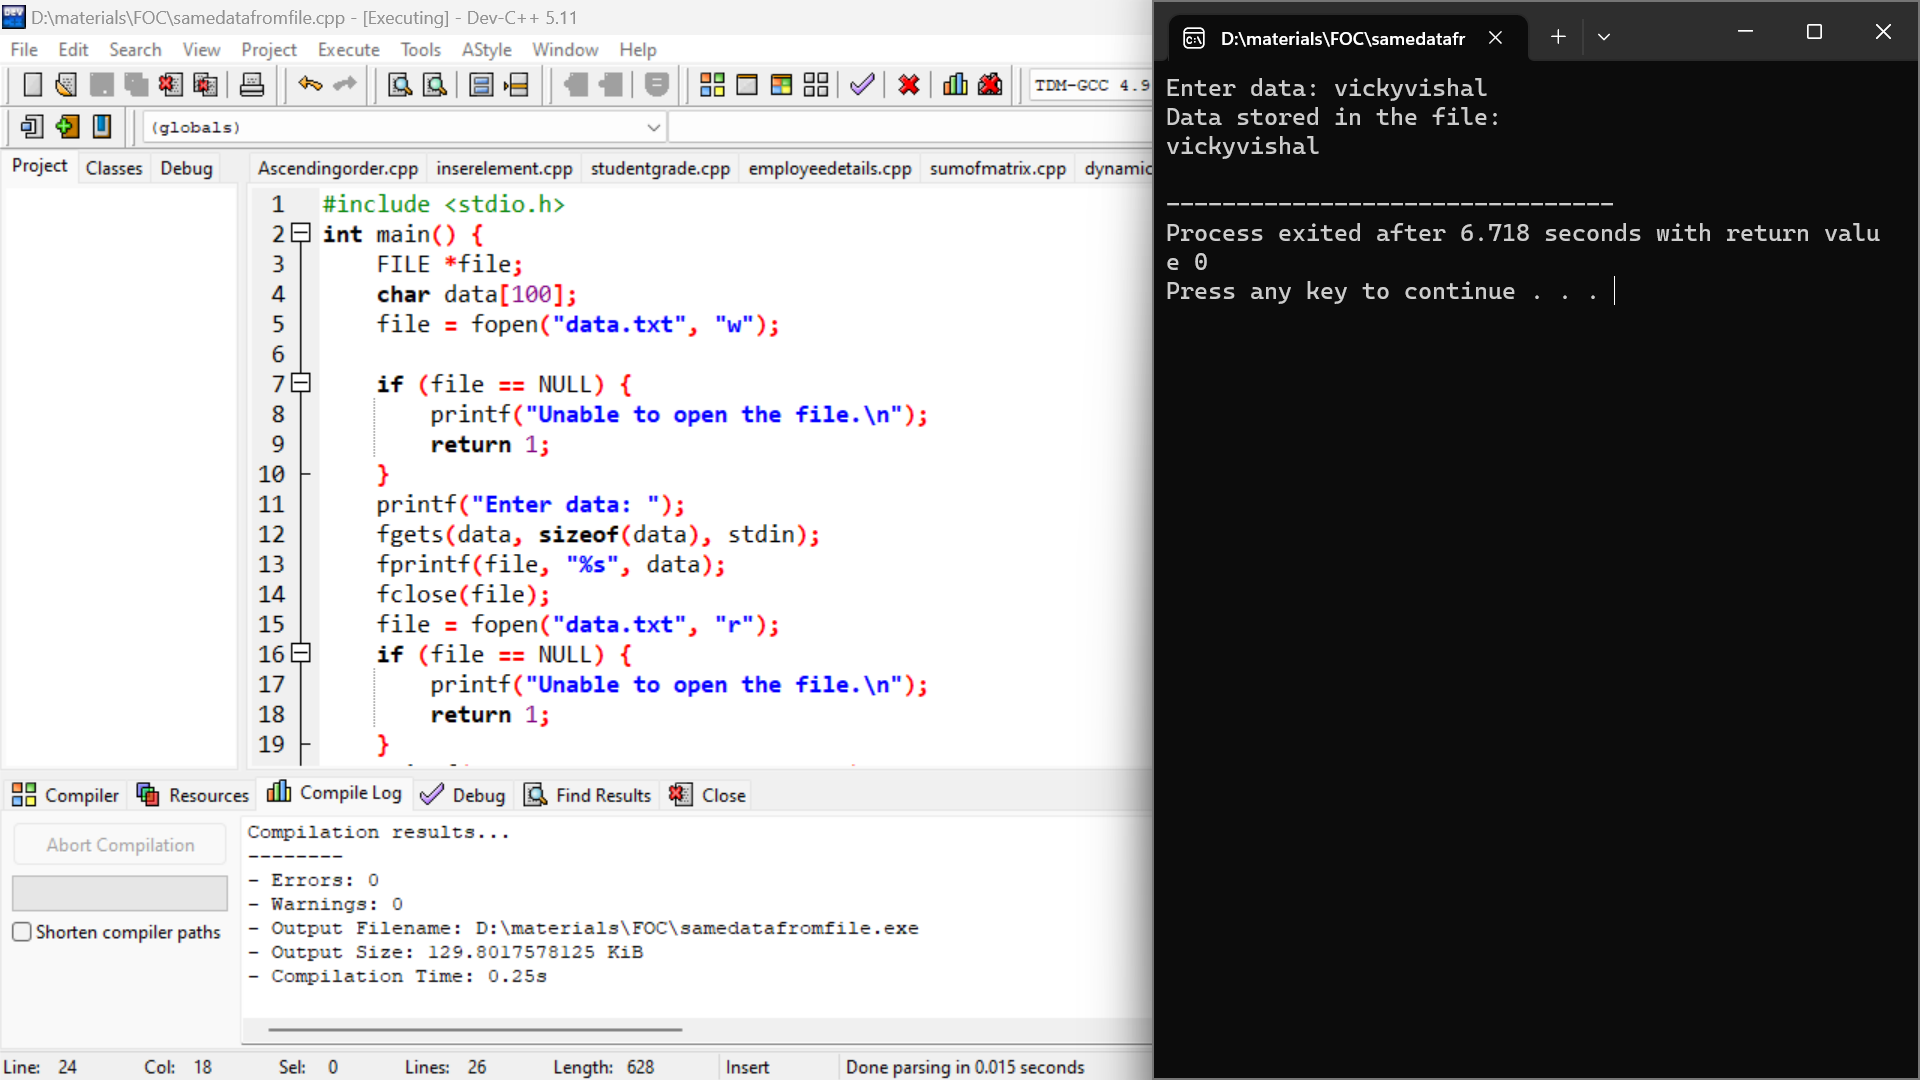 D:\materials\FOC\samedatafromfile.cpp - [Executing] - Dev-C++ 5.11
File Edit Search View Project Execute Tools AStyle Window Help
TDM-GCC 4.9
(globals)
Project Classes Debug
Ascendingorder.cpp inserelement.cpp studentgrade.cpp employeedetails.cpp sumofmatrix.cpp dynamic
1 #include <stdio.h>
2 int main() {
3 FILE *file;
4 char data[100];
5 file = fopen("data.txt", "w");
6
7 if (file == NULL) {
8 printf("Unable to open the file.\n");
9 return 1;
10 }
11 printf("Enter data: ");
12 fgets(data, sizeof(data), stdin);
13 fprintf(file, "%s", data);
14 fclose(file);
15 file = fopen("data.txt", "r");
16 if (file == NULL) {
17 printf("Unable to open the file.\n");
18 return 1;
19 }
Compiler Resources Compile Log Debug Find Results Close
Abort Compilation
Shorten compiler paths
Compilation results...
--------
- Errors: 0
- Warnings: 0
- Output Filename: D:\materials\FOC\samedatafromfile.exe
- Output Size: 129.8017578125 KiB
- Compilation Time: 0.25s
Line: 24 Col: 18 Sel: 0 Lines: 26 Length: 628 Insert Done parsing in 0.015 seconds
D:\materials\FOC\samedatafr
Enter data: vickyvishal
Data stored in the file:
vickyvishal
--------------------------------
Process exited after 6.718 seconds with return valu
e 0
Press any key to continue . . .